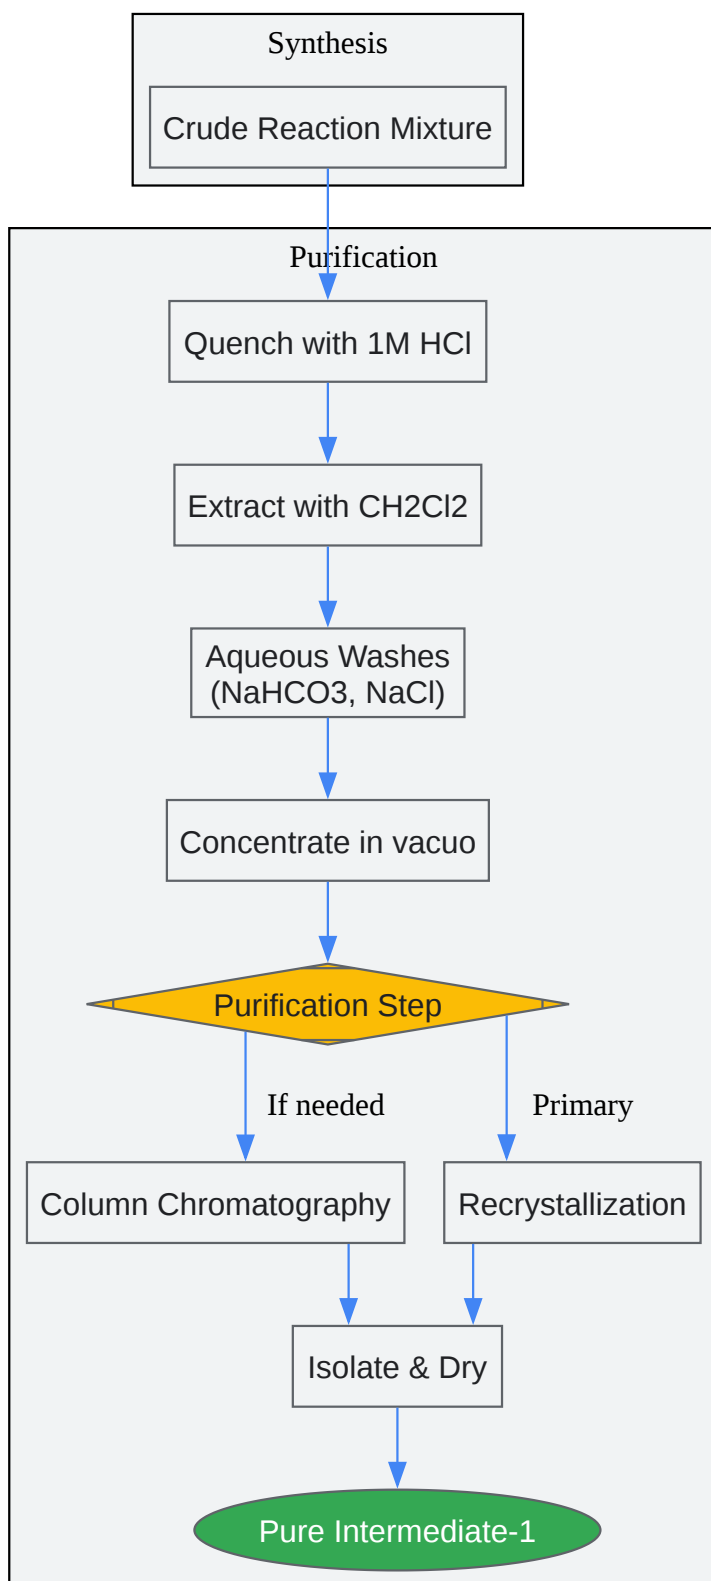 Synthesis
Crude Reaction Mixture
Purification
Quench with 1M HCl
Extract with CH2Cl2
Aqueous Washes
(NaHCO3, NaCl)
Concentrate in vacuo
Purification Step
If needed
Primary
Column Chromatography
Recrystallization
Isolate & Dry
Pure Intermediate-1